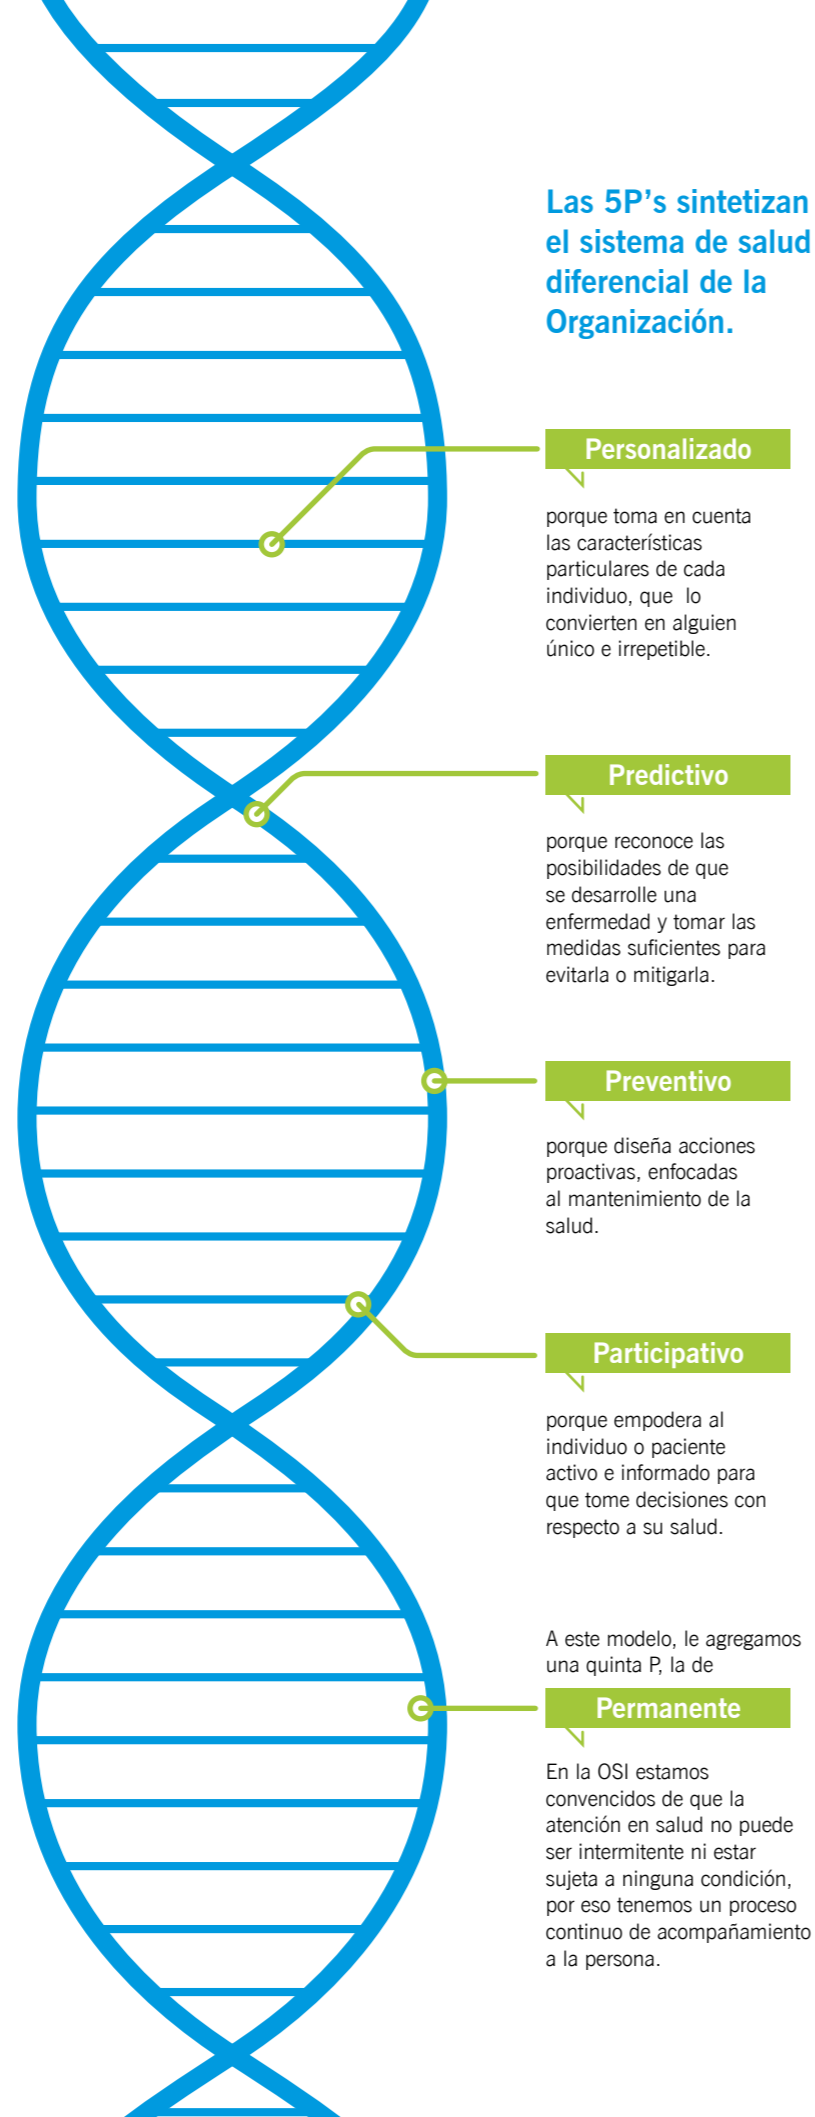 Las 5P's sintetizan
el sistema de salud
diferencial de la
Organización.
Personalizado
porque toma en cuenta
las características
particulares de cada
individuo, que  lo
convierten en alguien
único e irrepetible.
Predictivo
porque reconoce las
posibilidades de que
se desarrolle una
enfermedad y tomar las
medidas suficientes para
evitarla o mitigarla.
Preventivo
porque diseña acciones
proactivas, enfocadas
al mantenimiento de la
salud.
Participativo
porque empodera al
individuo o paciente
activo e informado para
que tome decisiones con
respecto a su salud.
A este modelo, le agregamos
una quinta P, la de
Permanente
En la OSI estamos
convencidos de que la
atención en salud no puede
ser intermitente ni estar
sujeta a ninguna condición,
por eso tenemos un proceso
continuo de acompañamiento
a la persona.